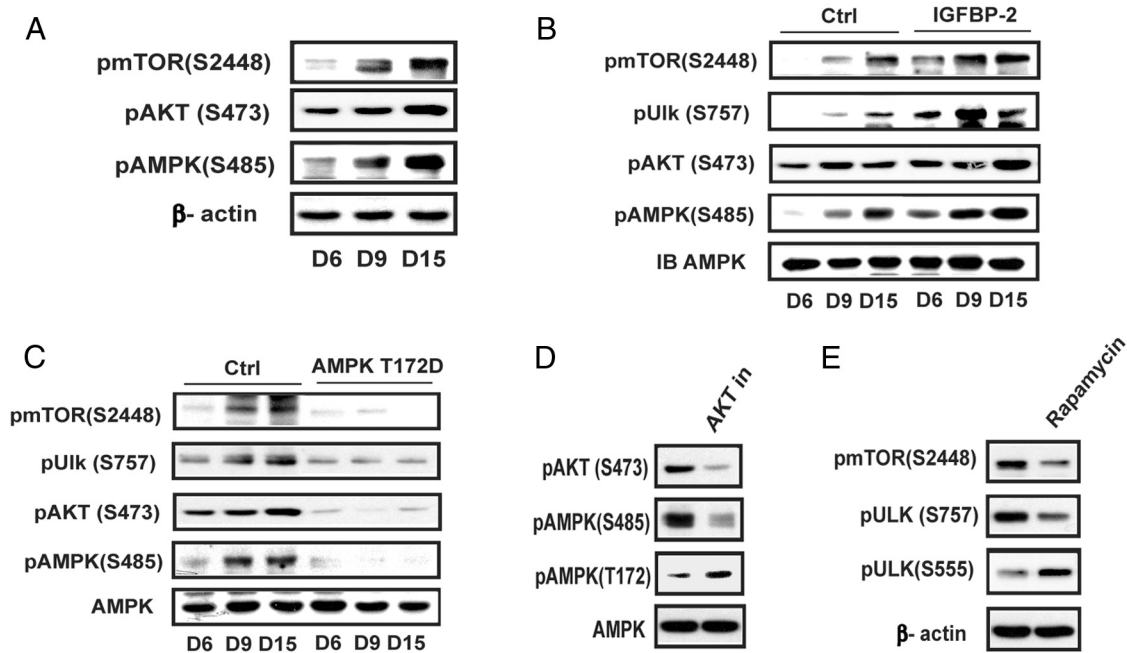 A
pmTOR(S2448)
pAKT (S473)
pAMPK(S485)
β- actin
D6 D9 D15
B
Ctrl IGFBP-2
pmTOR(S2448)
pUlk (S757)
pAKT (S473)
pAMPK(S485)
IB AMPK
D6 D9 D15 D6 D9 D15
C
Ctrl AMPK T172D
pmTOR(S2448)
pUlk (S757)
pAKT (S473)
pAMPK(S485)
AMPK
D6 D9 D15 D6 D9 D15
D
AKT in
pAKT (S473)
pAMPK(S485)
pAMPK(T172)
AMPK
E
Rapamycin
pmTOR(S2448)
pULK (S757)
pULK(S555)
β- actin